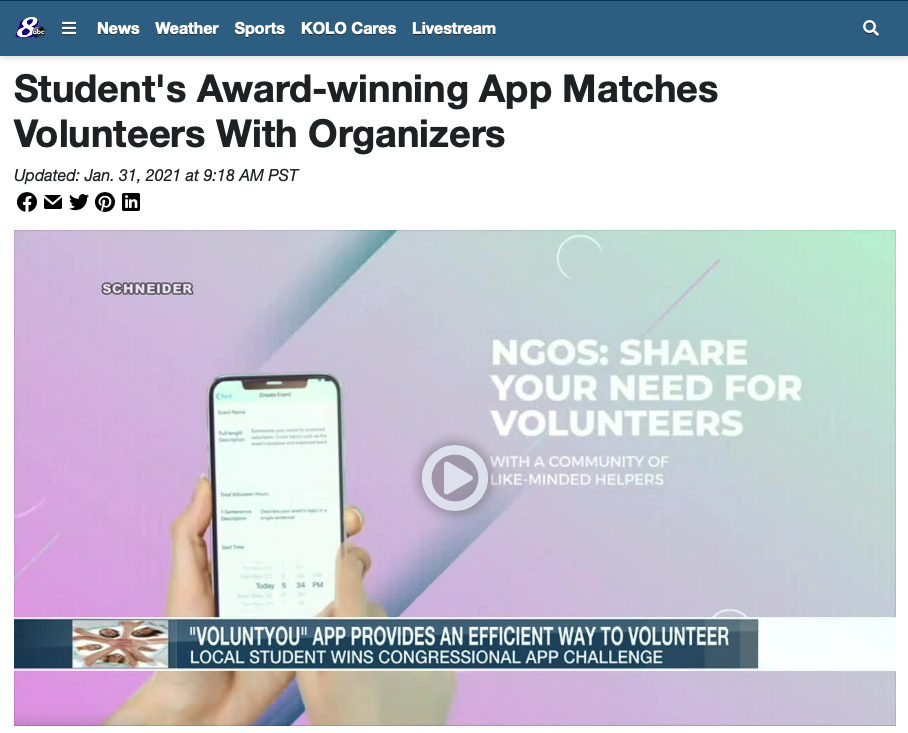 8 abc
News Weather Sports KOLO Cares Livestream
Student's Award-winning App Matches
Volunteers With Organizers
Updated: Jan. 31, 2021 at 9:18 AM PST
SCHNEIDER
NGOS: SHARE
YOUR NEED FOR
VOLUNTEERS
WITH A COMMUNITY OF
LIKE-MINDED HELPERS
Back Create Event
Event Name
Full-length
Description
Total Volunteer Hours
1 Sentence
Description
Start Time
Today 5 34 PM
"VOLUNTYOU" APP PROVIDES AN EFFICIENT WAY TO VOLUNTEER
LOCAL STUDENT WINS CONGRESSIONAL APP CHALLENGE